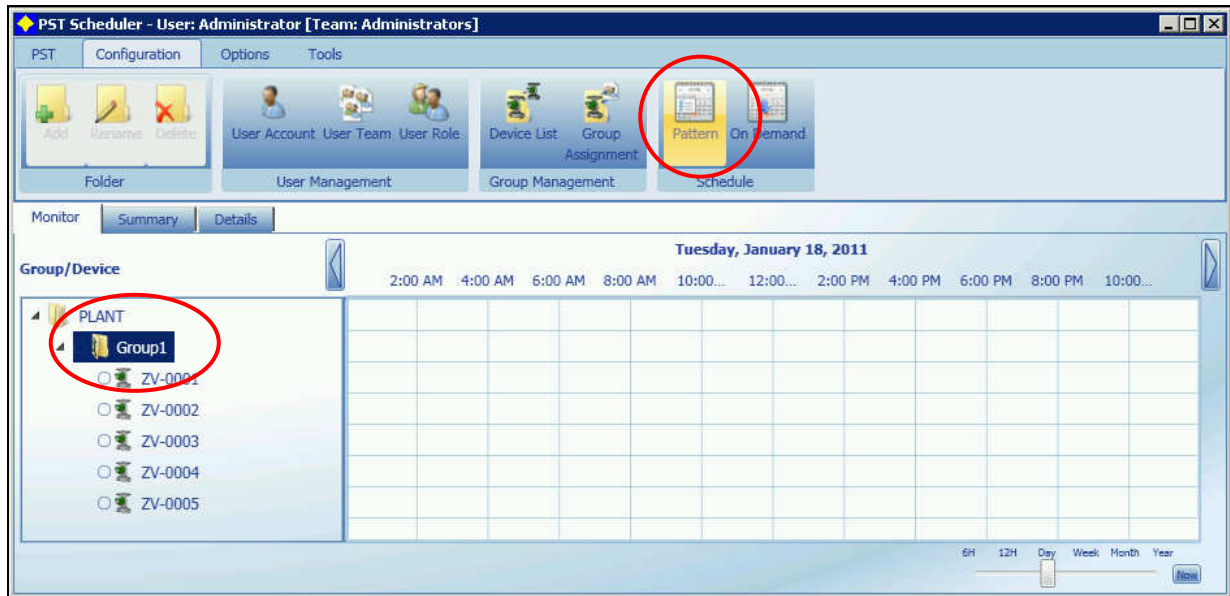 PST Scheduler - User: Administrator [Team: Administrators]
PST Configuration Options Tools
Add Rename Delete User Account User Team User Role Device List Group Assignment Pattern On Demand
Folder User Management Group Management Schedule
Monitor Summary Details
Tuesday, January 18, 2011
Group/Device
2:00 AM 4:00 AM 6:00 AM 8:00 AM 10:00... 12:00... 2:00 PM 4:00 PM 6:00 PM 8:00 PM 10:00...
PLANT
Group1
ZV-0001
ZV-0002
ZV-0003
ZV-0004
ZV-0005
6H 12H Day Week Month Year
Now